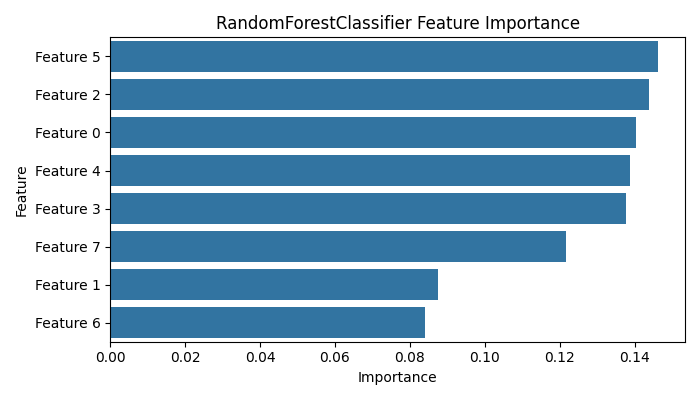 RandomForestClassifier Feature Importance
Feature 5
Feature 2
Feature 0
Feature 4
Feature 3
Feature 7
Feature 1
Feature 6
Feature
0.00 0.02 0.04 0.06 0.08 0.10 0.12 0.14
Importance